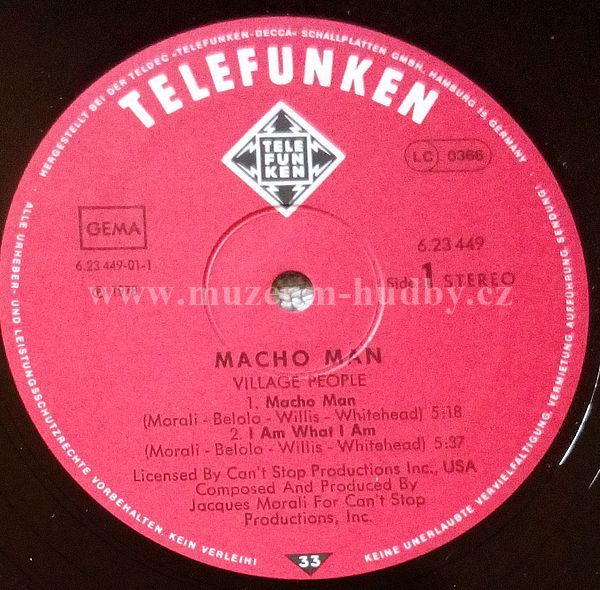 HERGESTELLT BEI DER TELDEC »TELEFUNKEN-DECCA« SCHALLPLATTEN GMBH, HAMBURG 19, GERMANY
TELEFUNKEN
TELE
FUN
KEN
LC 0366
GEMA
6.23 449
6.23 449-01-1
Side 1 STEREO
www.muzeum-hudby.cz
MACHO MAN
VILLAGE PEOPLE
1. Macho Man
(Morali - Belolo - Willis - Whitehead) 5:18
2. I Am What I Am
(Morali - Belolo - Willis - Whitehead) 5:37
Licensed By Can't Stop Productions Inc., USA
Composed And Produced By
Jacques Morali For Can't Stop
Productions, Inc.
33
ALLE URHEBER- UND LEISTUNGSSCHUTZRECHTE VORBEHALTEN. KEIN VERLEIH!
KEINE UNERLAUBTE VERVIELFÄLTIGUNG, VERMIETUNG, AUFFÜHRUNG, SENDUNG!